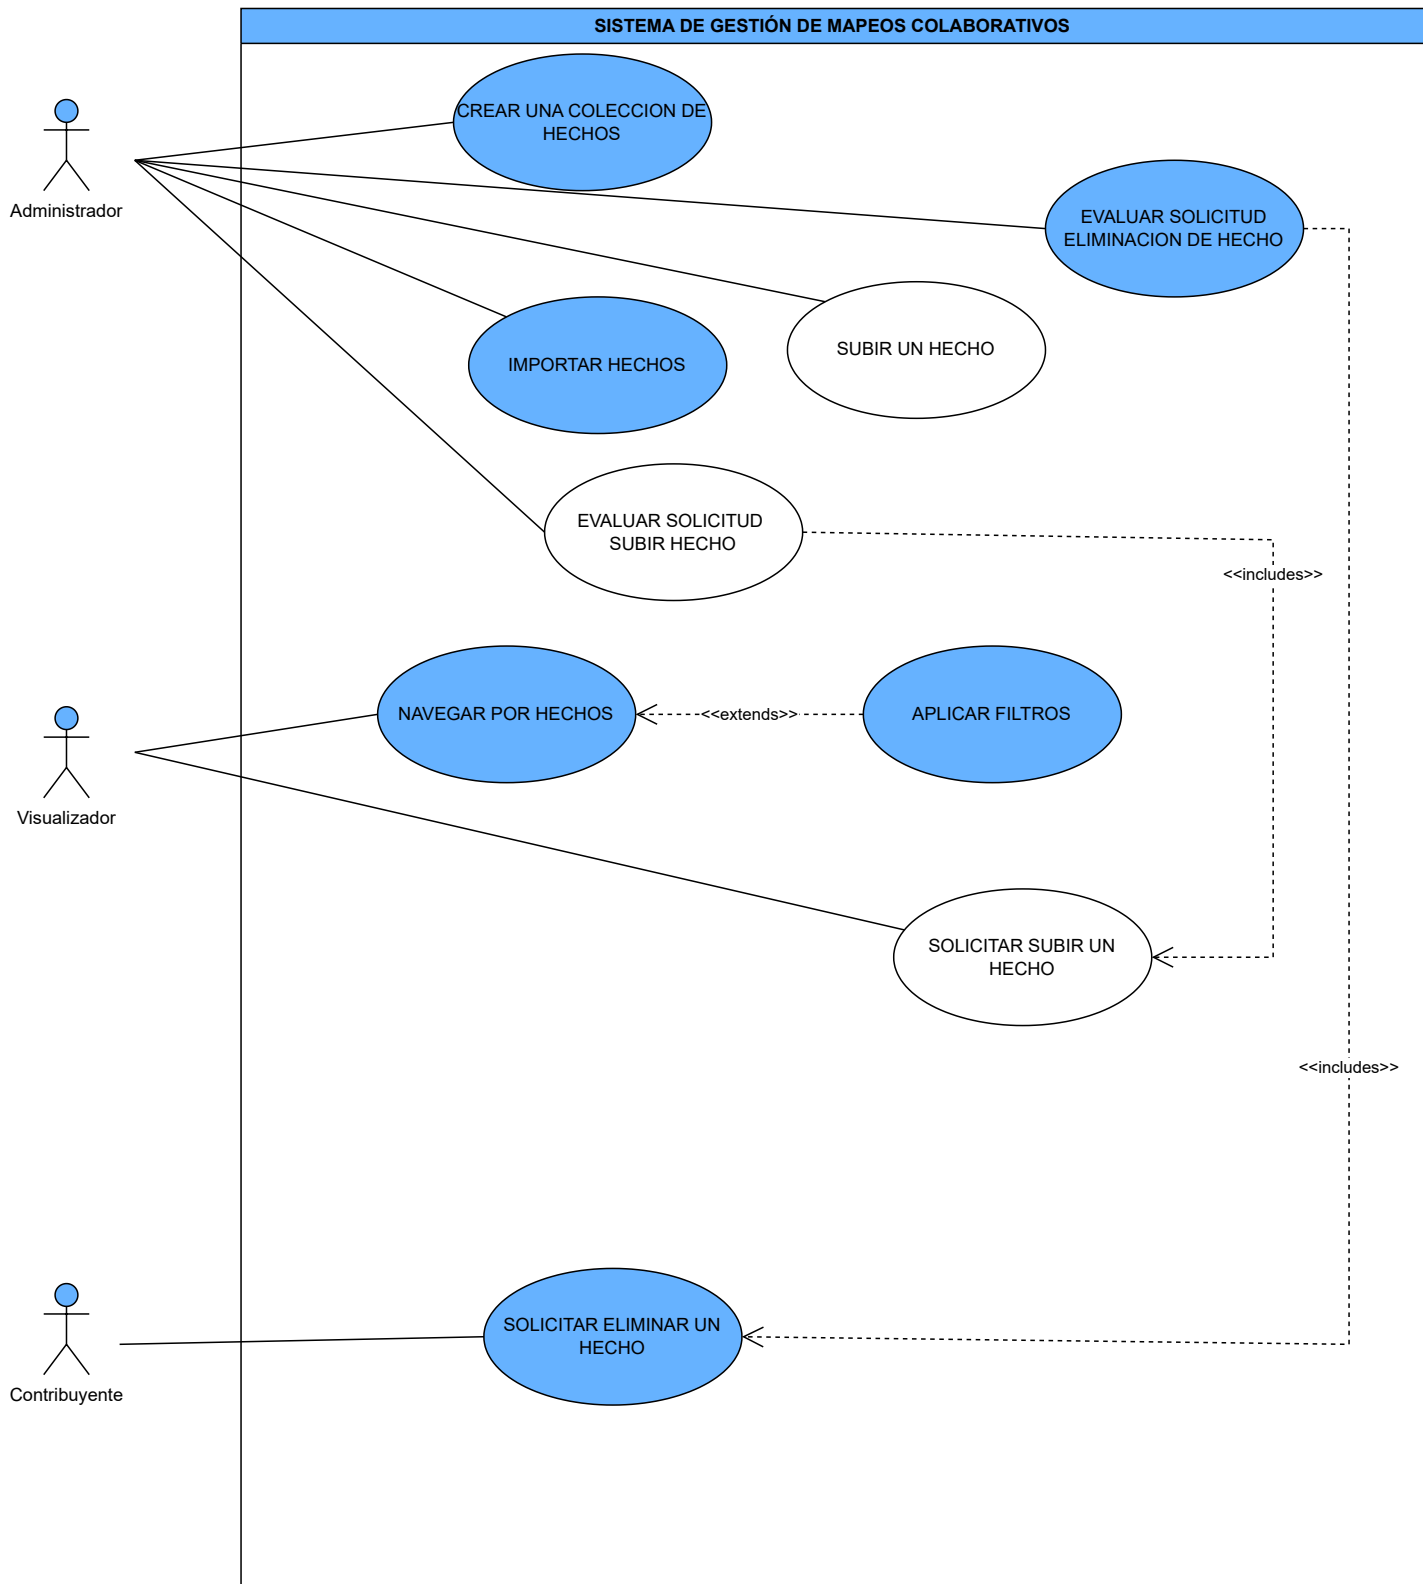 SISTEMA DE GESTIÓN DE MAPEOS COLABORATIVOS
CREAR UNA COLECCION DE
HECHOS
Administrador
EVALUAR SOLICITUD
ELIMINACION DE HECHO
SUBIR UN HECHO
IMPORTAR HECHOS
EVALUAR SOLICITUD
SUBIR HECHO
<<includes>>
NAVEGAR POR HECHOS
<<extends>>
APLICAR FILTROS
Visualizador
SOLICITAR SUBIR UN
HECHO
<<includes>>
SOLICITAR ELIMINAR UN
HECHO
Contribuyente